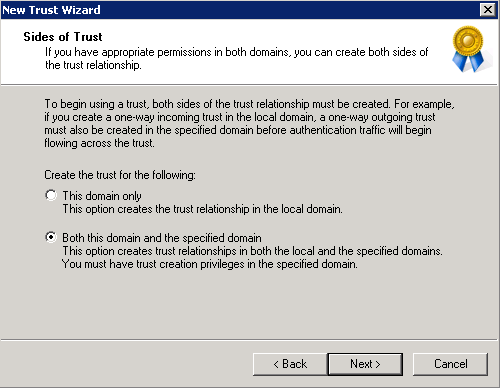 New Trust Wizard
Sides of Trust
If you have appropriate permissions in both domains, you can create both sides of
the trust relationship.
To begin using a trust, both sides of the trust relationship must be created. For example,
if you create a one-way incoming trust in the local domain, a one-way outgoing trust
must also be created in the specified domain before authentication traffic will begin
flowing across the trust.
Create the trust for the following:
This domain only
This option creates the trust relationship in the local domain.
Both this domain and the specified domain
This option creates trust relationships in both the local and the specified domains.
You must have trust creation privileges in the specified domain.
< Back Next > Cancel